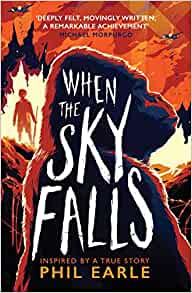 'DEEPLY FELT, MOVINGLY WRITTEN,
A REMARKABLE ACHIEVEMENT'
MICHAEL MORPURGO
WHEN
THE
SKY
FALLS
INSPIRED BY A TRUE STORY
PHIL EARLE